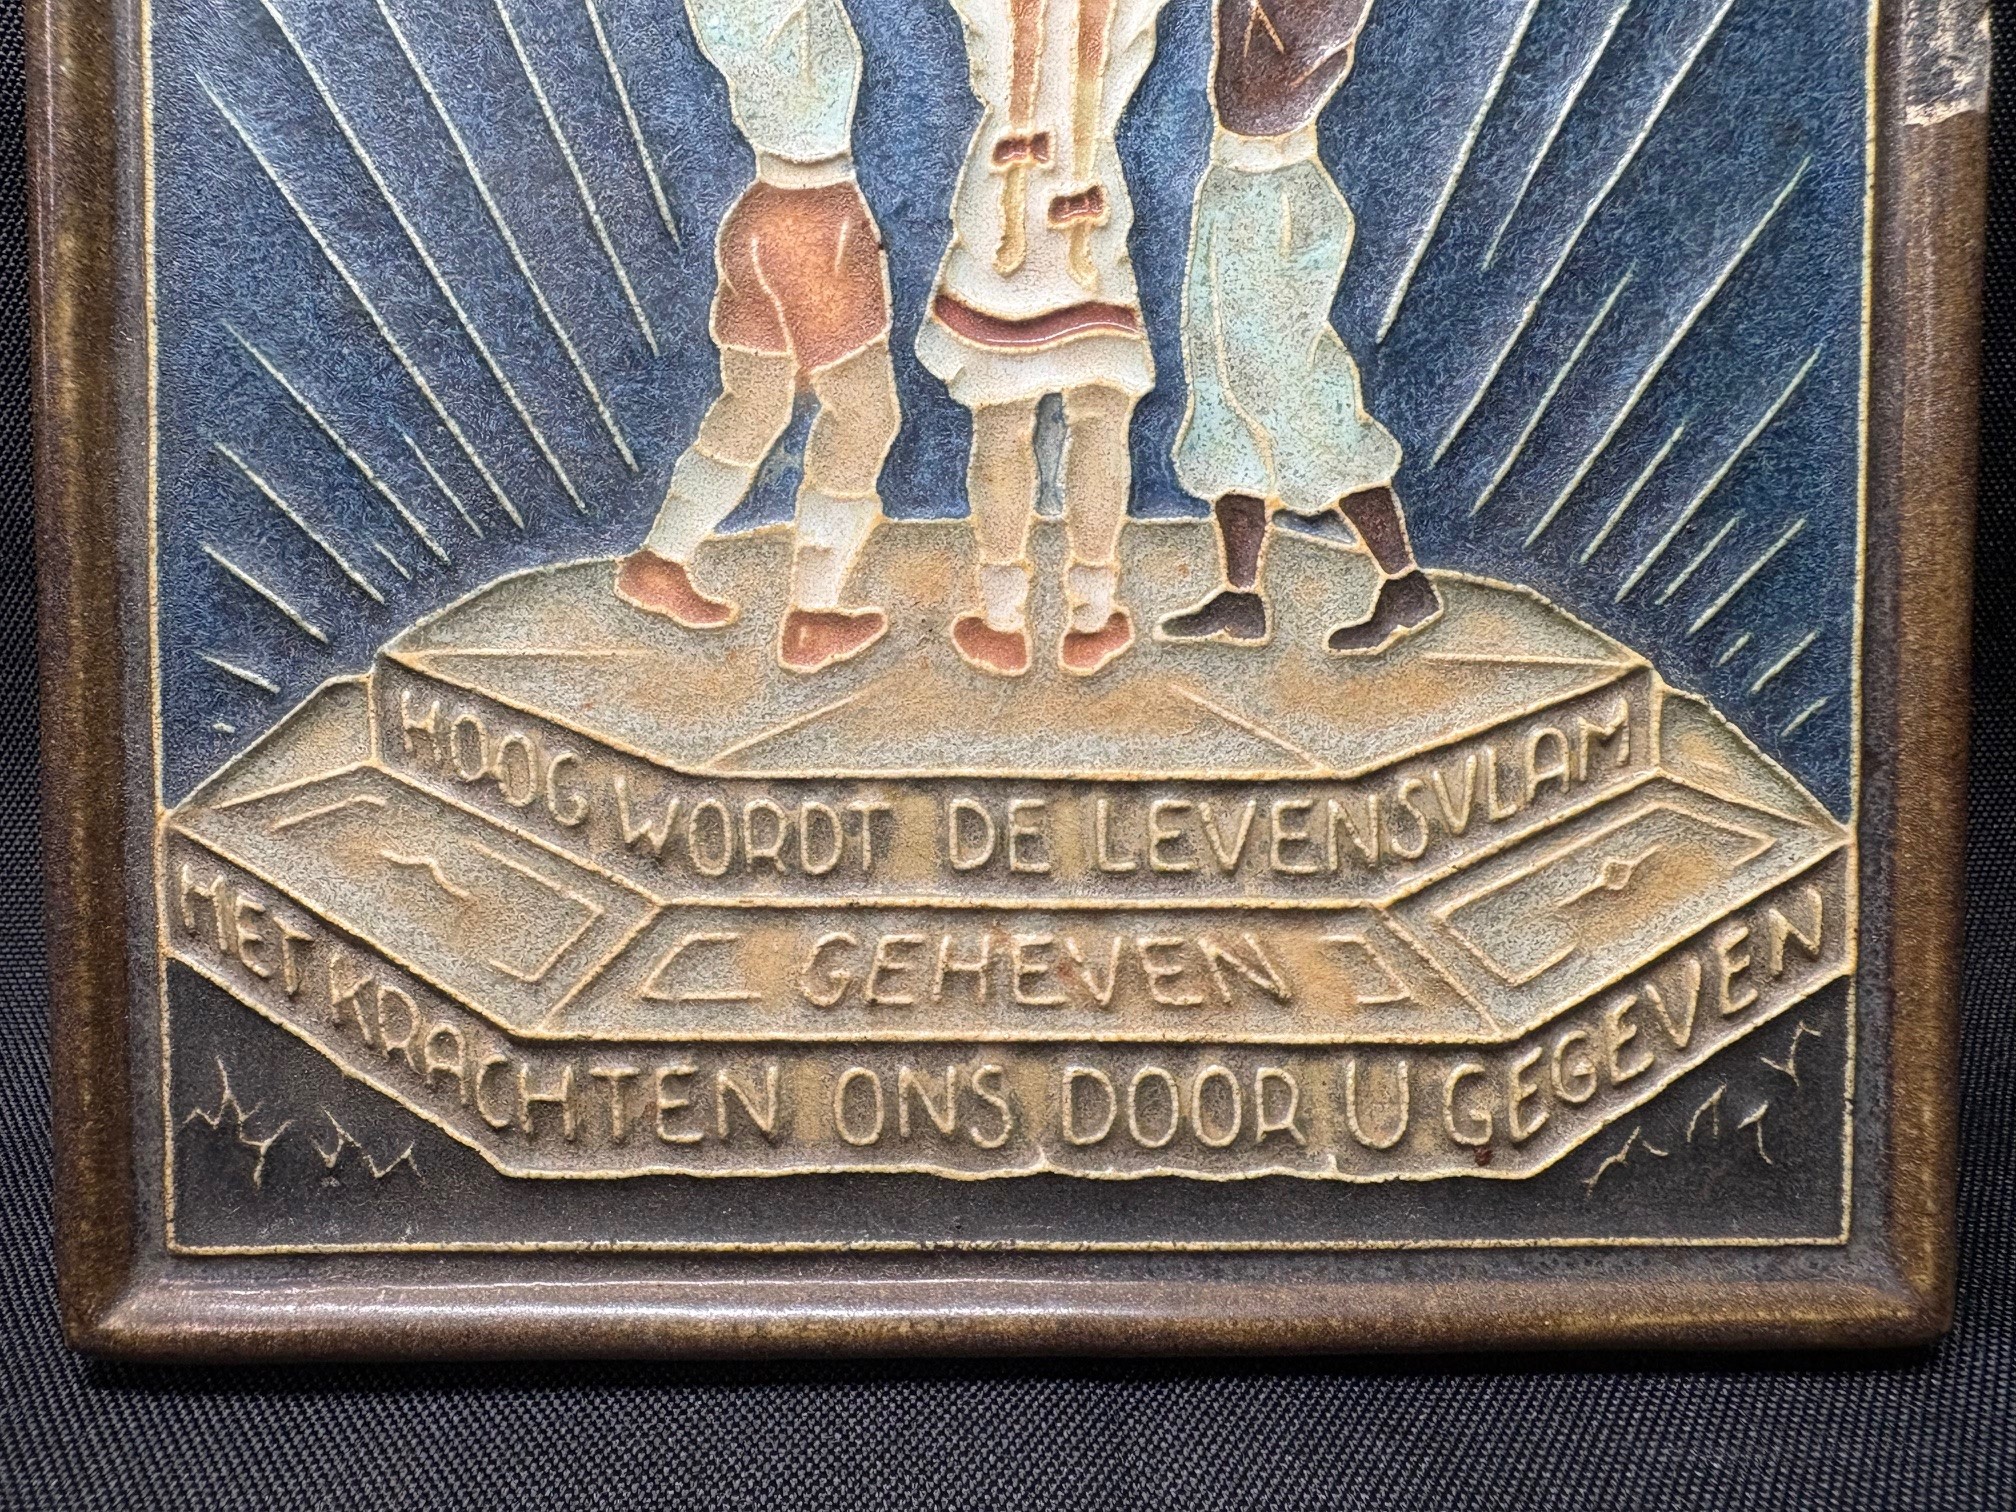 HOOG WORDT DE LEVENSVLAM
GEHEVEN
HET KRACHTEN ONS DOOR U GEGEVEN